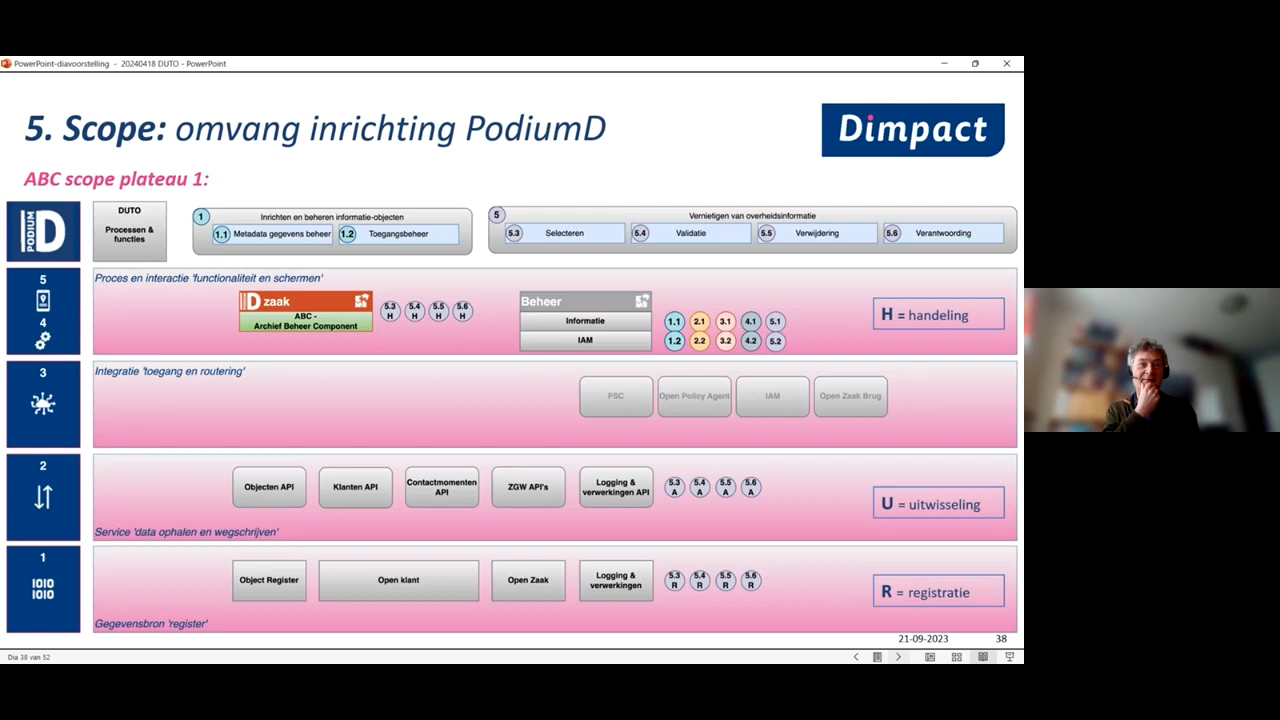 PowerPoint-diavoorstelling - 20240418 DUTO - PowerPoint
5. Scope: omvang inrichting PodiumD
Dimpact
ABC scope plateau 1:
PODIUM D
DUTO
Processen & functies
1
Inrichten en beheren informatie-objecten
1.1 Metadata gegevens beheer
1.2 Toegangsbeheer
5
Vernietigen van overheidsinformatie
5.3 Selecteren
5.4 Validatie
5.5 Verwijdering
5.6 Verantwoording
5
4
Proces en interactie 'functionaliteit en schermen'
D zaak
ABC -
Archief Beheer Component
5.3 H
5.4 H
5.5 H
5.6 H
Beheer
Informatie
IAM
1.1 2.1 3.1 4.1 5.1
1.2 2.2 3.2 4.2 5.2
H = handeling
3
Integratie 'toegang en routering'
FSC
Open Policy Agent
IAM
Open Zaak Brug
2
Objecten API
Klanten API
Contactmomenten
API
ZGW API's
Logging &
verwerkingen API
5.3 A
5.4 A
5.5 A
5.6 A
U = uitwisseling
Service 'data ophalen en wegschrijven'
1
IOIO
IOIO
Object Register
Open klant
Open Zaak
Logging &
verwerkingen
5.3 R
5.4 R
5.5 R
5.6 R
R = registratie
Gegevensbron 'register'
21-09-2023
38
Dia 38 van 52